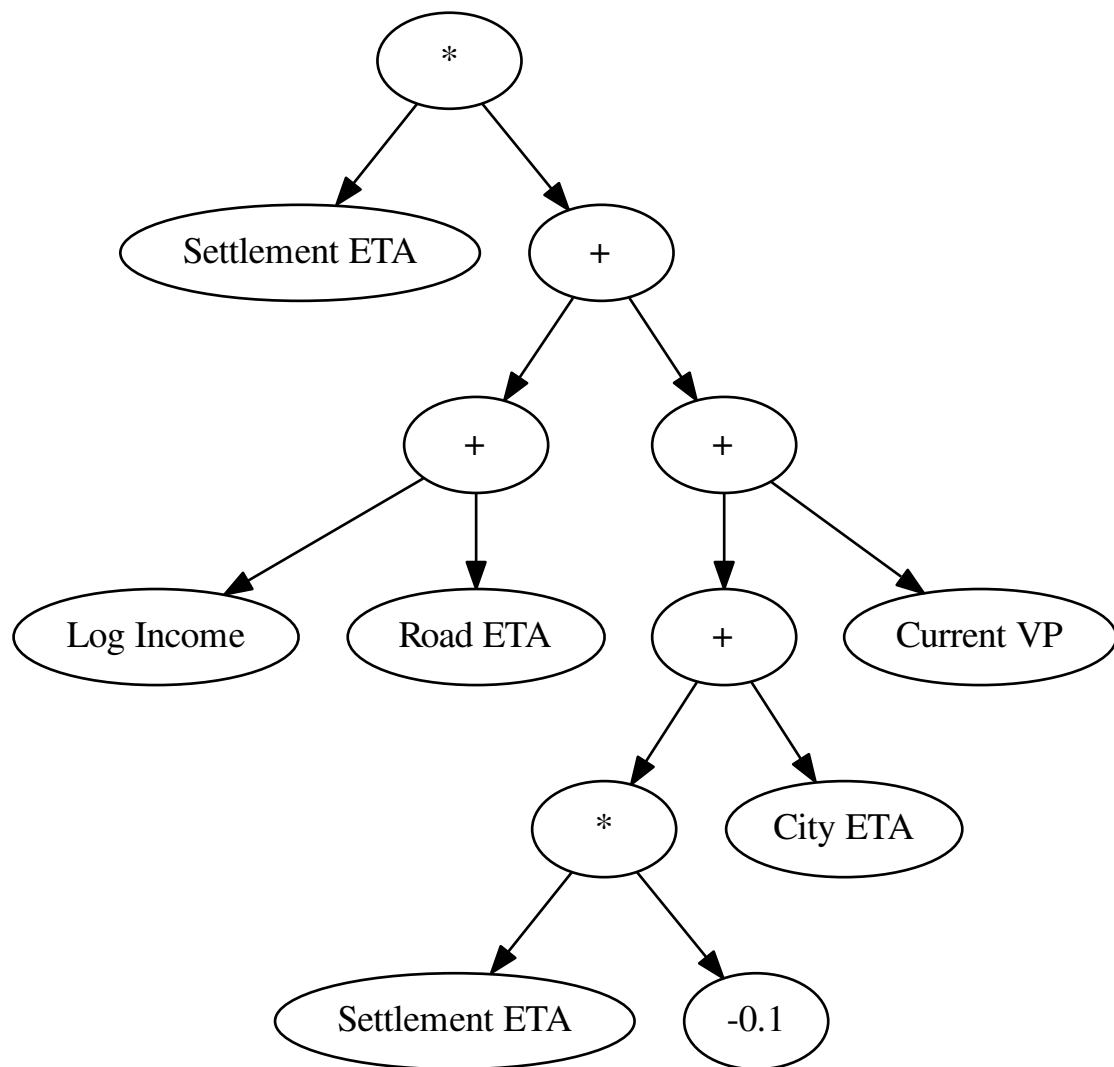 *
Settlement ETA
+
+
+
Log Income
Road ETA
+
Current VP
*
City ETA
Settlement ETA
-0.1